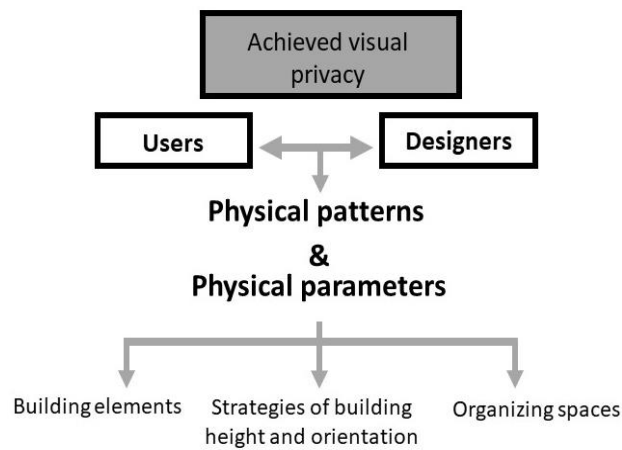 Achieved visual
privacy
Users
Designers
Physical patterns
&
Physical parameters
Building elements
Strategies of building
height and orientation
Organizing spaces